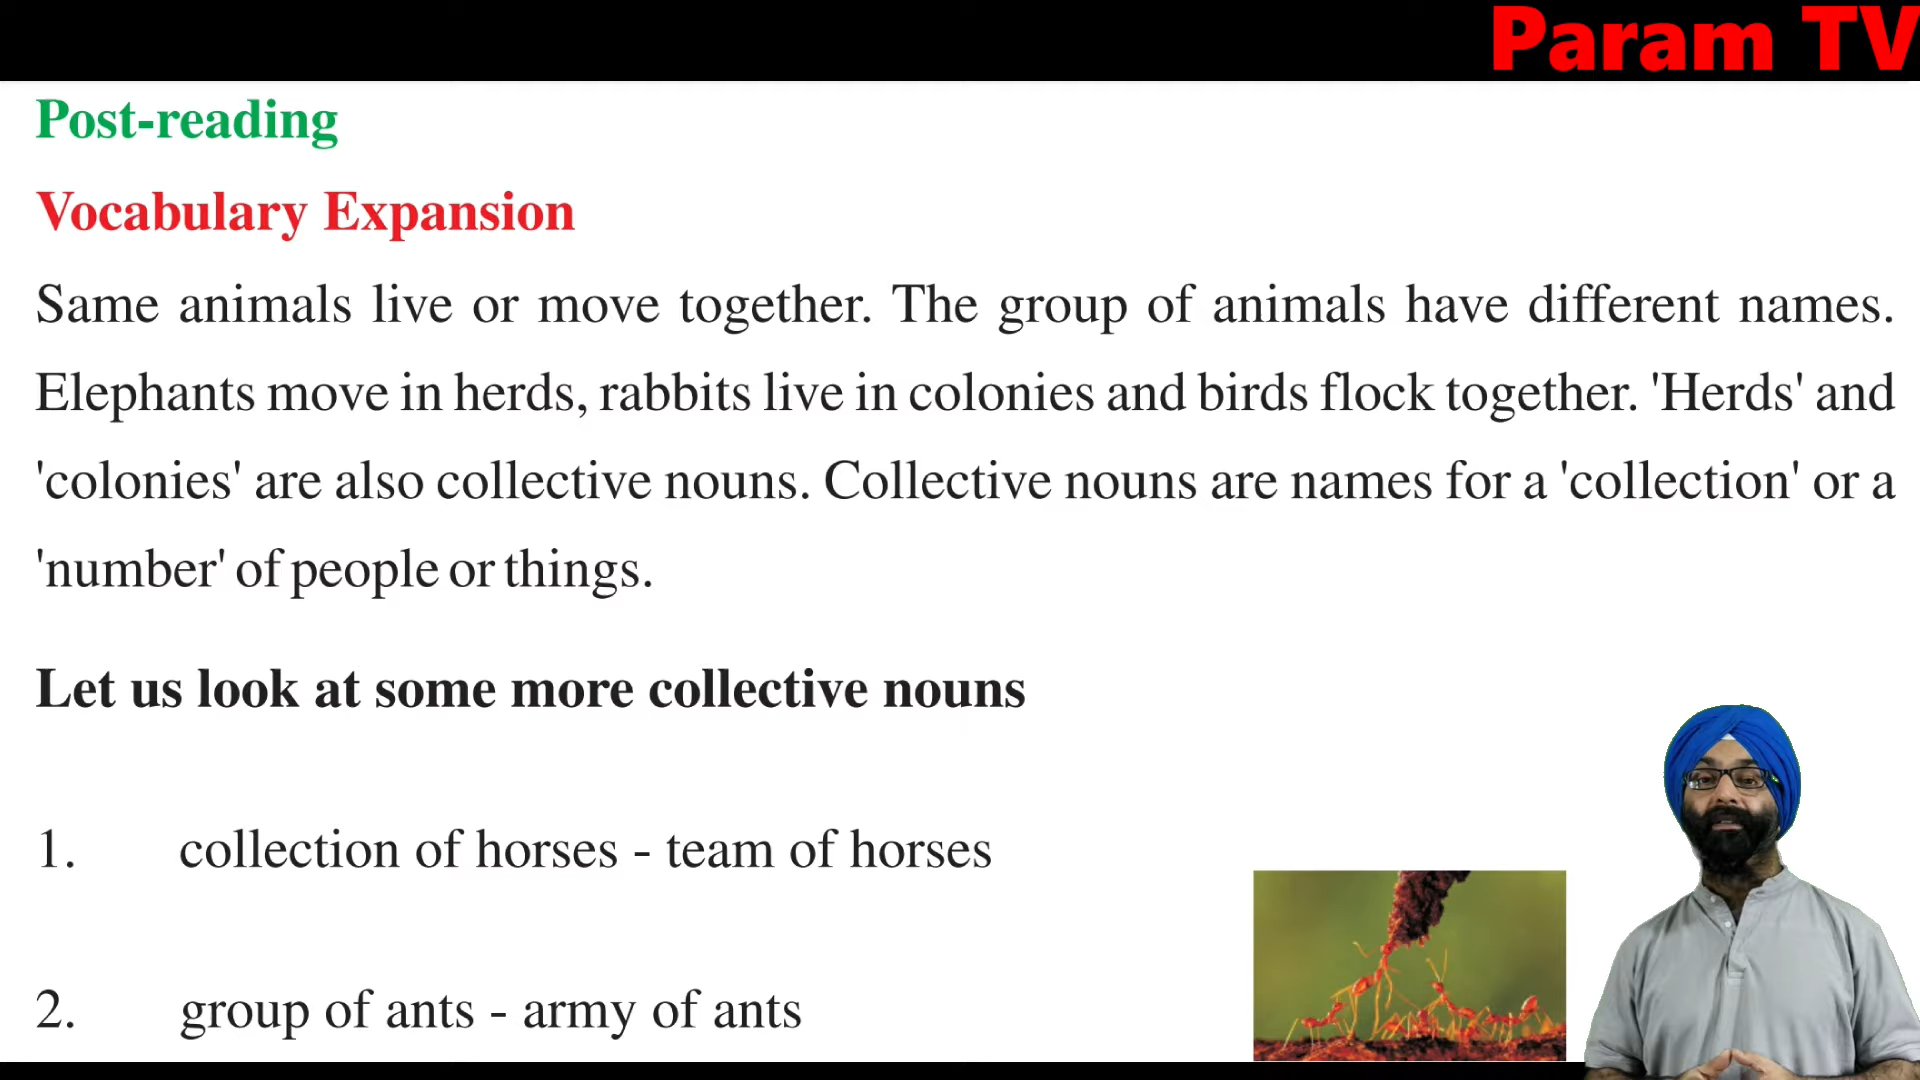 Param TV
Post-reading
Vocabulary Expansion
Same animals live or move together. The group of animals have different names.
Elephants move in herds, rabbits live in colonies and birds flock together. 'Herds' and
'colonies' are also collective nouns. Collective nouns are names for a 'collection' or a
'number' of people or things.
Let us look at some more collective nouns
1. collection of horses - team of horses
2. group of ants - army of ants